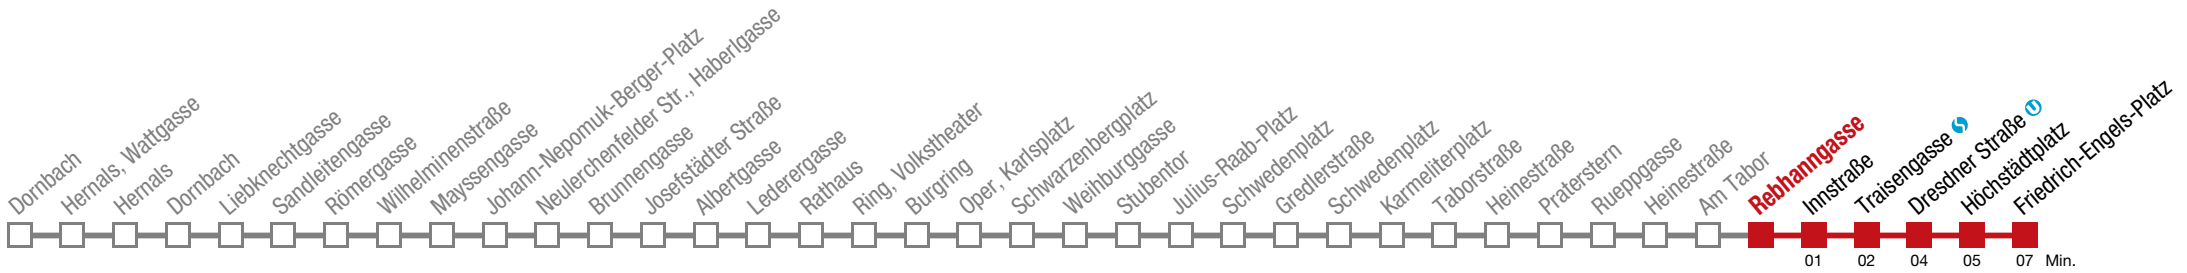 Dornbach
Hernals, Wattgasse
Hernals
Dornbach
Liebknechtgasse
Sandleitengasse
Römergasse
Wilhelminenstraße
Mayssengasse
Johann-Nepomuk-Berger-Platz
Neulerchenfelder Str., Haberlgasse
Brunnengasse
Josefstädter Straße
Albertgasse
Lederergasse
Rathaus
Ring, Volkstheater
Burgring
Oper, Karlsplatz
Schwarzenbergplatz
Weihburggasse
Stubentor
Julius-Raab-Platz
Schwedenplatz
Gredlerstraße
Schwedenplatz
Karmeliterplatz
Taborstraße
Heinestraße
Praterstern
Rueppgasse
Heinestraße
Am Tabor
Rebhanngasse
Innstraße
Traisengasse S
Dresdner Straße U
Höchstädtplatz
Friedrich-Engels-Platz
01 02 04 05 07 Min.